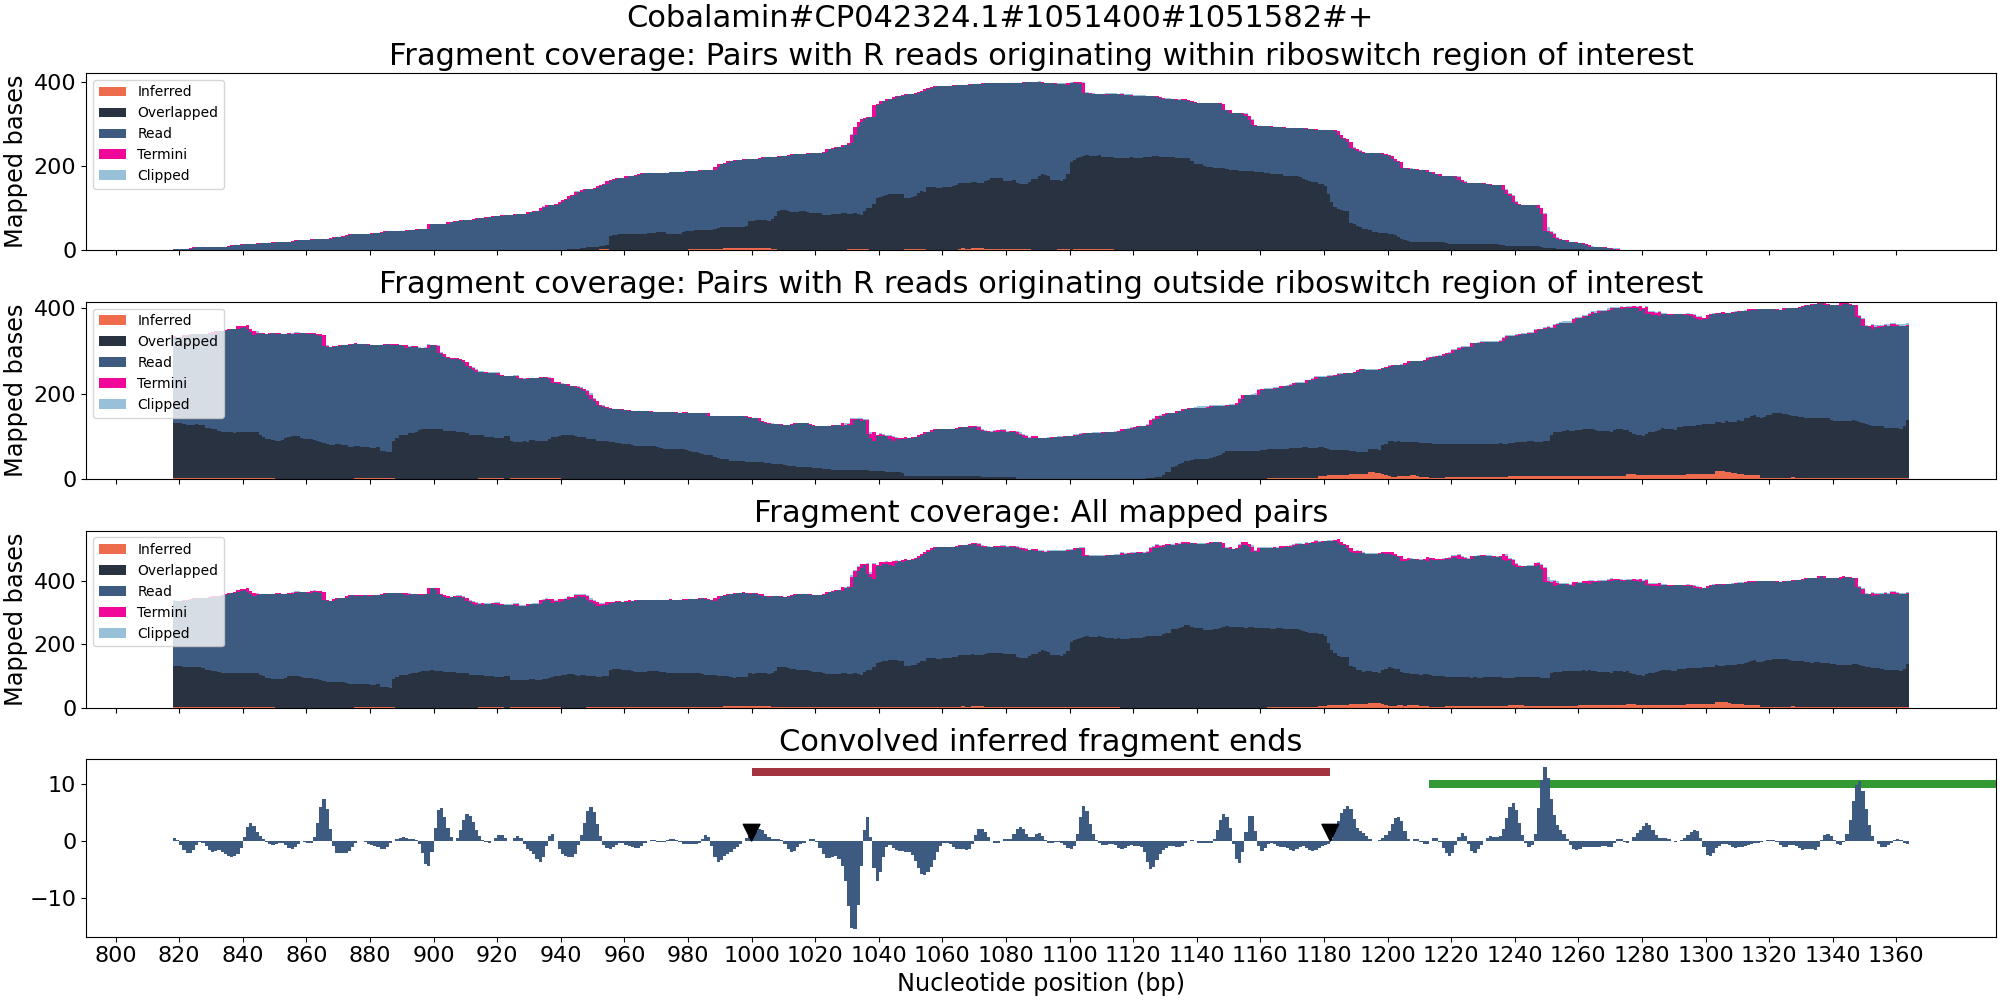 Cobalamin#CP042324.1#1051400#1051582#+
Fragment coverage: Pairs with R reads originating within riboswitch region of interest
Mapped bases
400
200
0
Inferred
Overlapped
Read
Termini
Clipped
Fragment coverage: Pairs with R reads originating outside riboswitch region of interest
Mapped bases
400
200
0
Inferred
Overlapped
Read
Termini
Clipped
Fragment coverage: All mapped pairs
Mapped bases
400
200
0
Inferred
Overlapped
Read
Termini
Clipped
Convolved inferred fragment ends
10
0
−10
800 820 840 860 880 900 920 940 960 980 1000 1020 1040 1060 1080 1100 1120 1140 1160 1180 1200 1220 1240 1260 1280 1300 1320 1340 1360
Nucleotide position (bp)